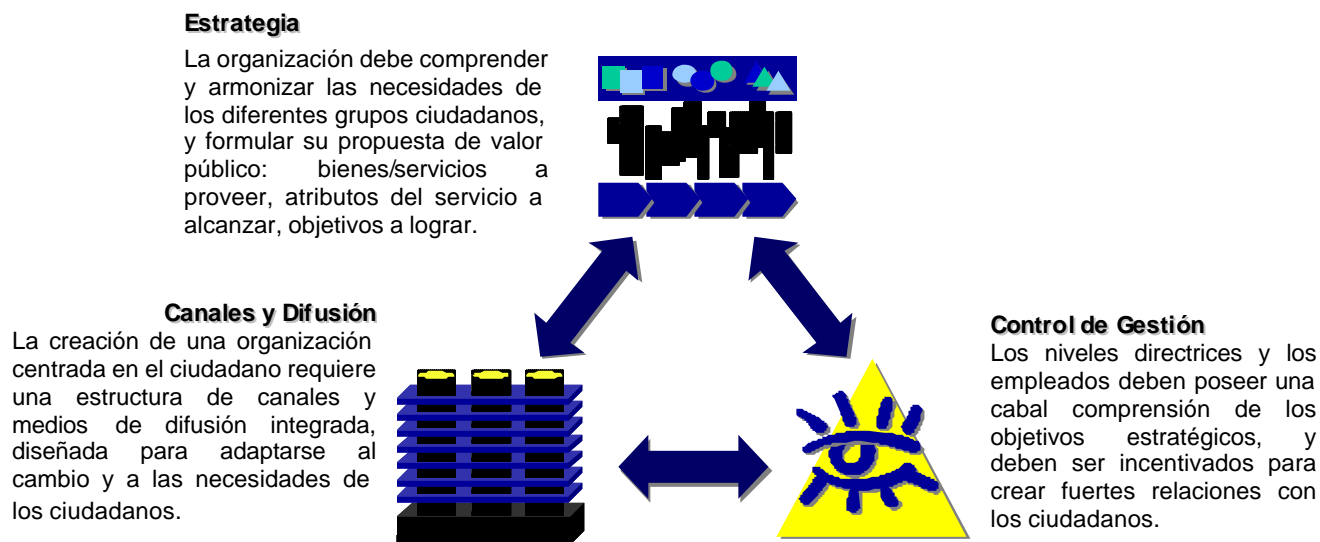 Estrategia
La organización debe comprender
y armonizar las necesidades de
los diferentes grupos ciudadanos,
y formular su propuesta de valor
público: bienes/servicios a
proveer, atributos del servicio a
alcanzar, objetivos a lograr.
Canales y Difusión
La creación de una organización
centrada en el ciudadano requiere
una estructura de canales y
medios de difusión integrada,
diseñada para adaptarse al
cambio y a las necesidades de
los ciudadanos.
Control de Gestión
Los niveles directrices y los
empleados deben poseer una
cabal comprensión de los
objetivos estratégicos, y
deben ser incentivados para
crear fuertes relaciones con
los ciudadanos.